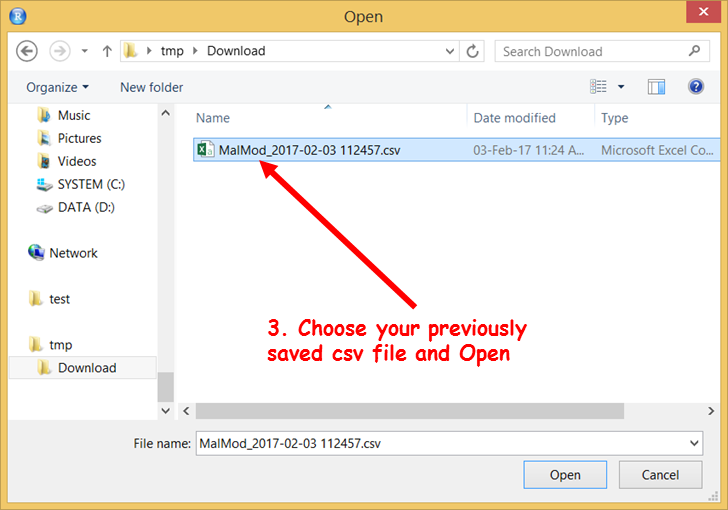 Open
tmp Download
Search Download
Organize New folder
Name Date modified Type
Music
Pictures
Videos
SYSTEM (C:)
DATA (D:)
Network
test
tmp
Download
MalMod_2017-02-03 112457.csv 03-Feb-17 11:24 A... Microsoft Excel Co...
3. Choose your previously
saved csv file and Open
File name: MalMod_2017-02-03 112457.csv
Open Cancel